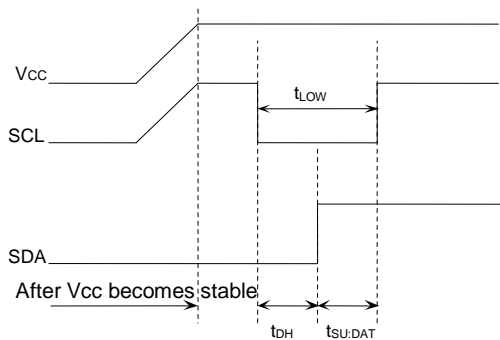 VCC
tLOW
SCL
SDA
After Vcc becomes stable
tDH
tSU:DAT